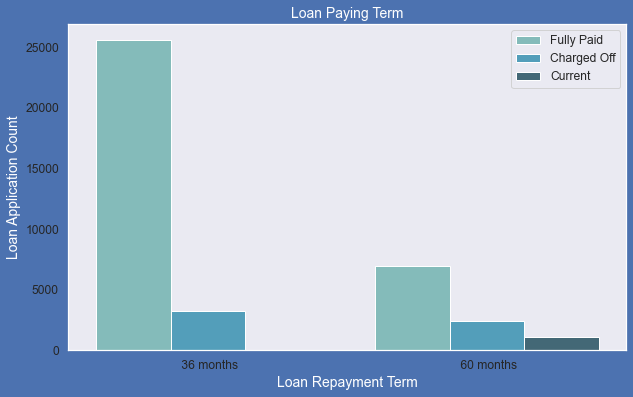 Loan Paying Term
Fully Paid
Charged Off
Current
Loan Application Count
25000
20000
15000
10000
5000
0
36 months
60 months
Loan Repayment Term